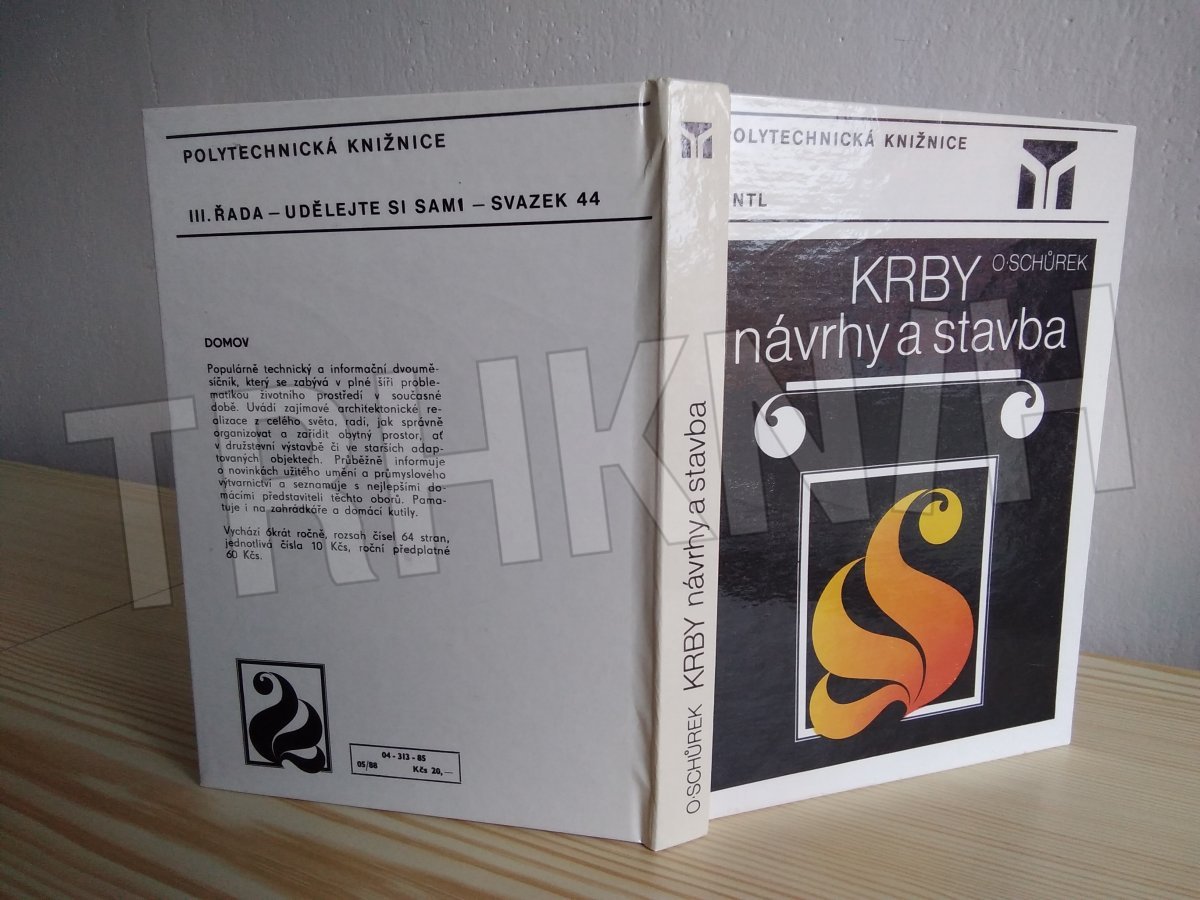 POLYTECHNICKÁ KNIŽNICE
III. ŘADA – UDĚLEJTE SI SAMI – SVAZEK 44
DOMOV
Populárně technický a informační dvoumě-
síčník, který se zabývá v plné šíři proble-
matikou životního prostředí v současné
době. Uvádí zajímavé architektonické re-
alizace z celého světa, radí, jak správně
organizovat a zařídit obytný prostor, ať
v družstevní výstavbě či ve starších adap-
tovaných objektech. Průběžně informuje
o novinkách užitého umění a průmyslového
výtvarnictví a seznamuje s nejlepšími do-
mácími představiteli těchto oborů. Pama-
tuje i na zahrádkáře a domácí kutily.
Vychází 6krát ročně, rozsah čísel 64 stran,
jednotlivá čísla 10 Kčs, roční předplatné
60 Kčs.
04 - 313 - 85
05/88 Kčs 20,—
O·SCHŮREK KRBY návrhy a stavba
POLYTECHNICKÁ KNIŽNICE
NTL
KRBY O·SCHŮREK
návrhy a stavba
TRHKNIH